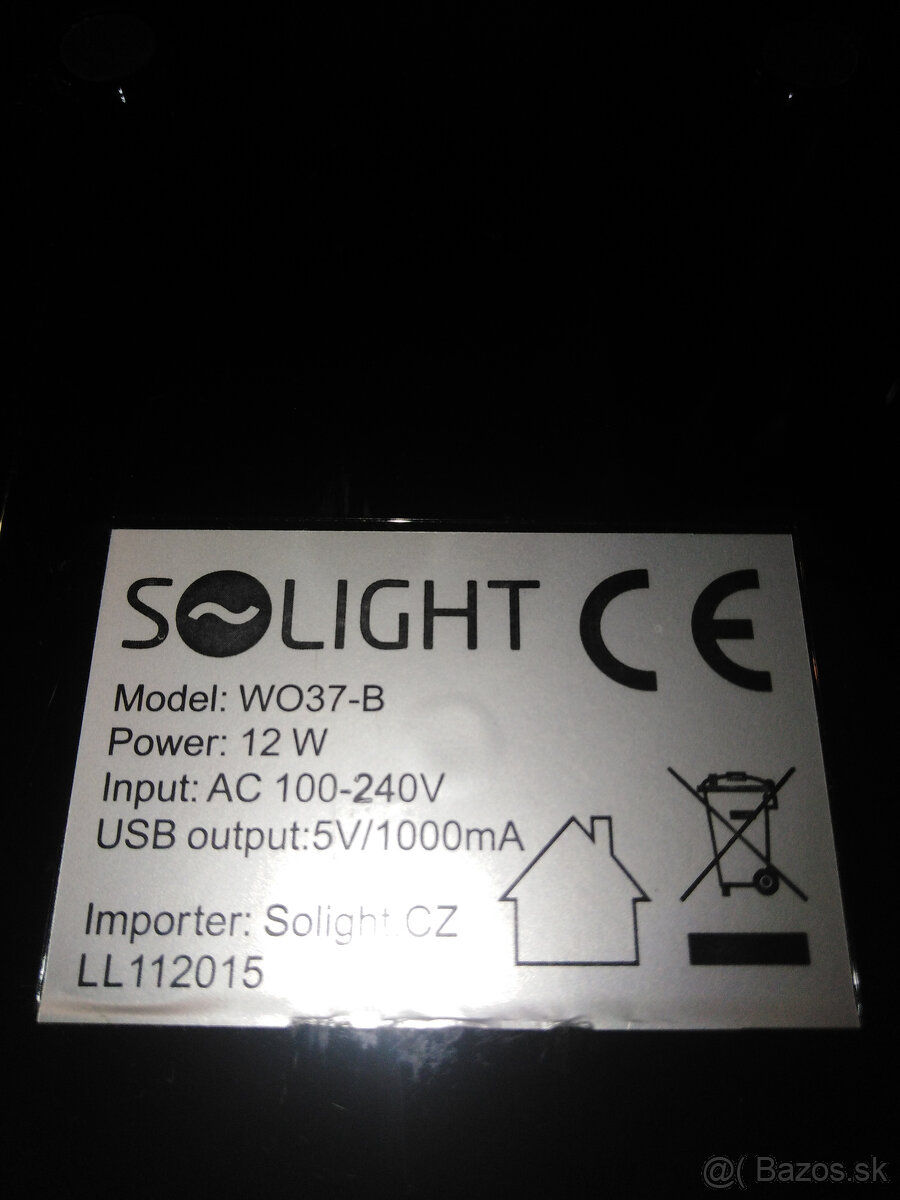 SOLIGHT CE
Model: WO37-B
Power: 12 W
Input: AC 100-240V
USB output:5V/1000mA
Importer: Solight.CZ
LL112015
@( Bazos.sk